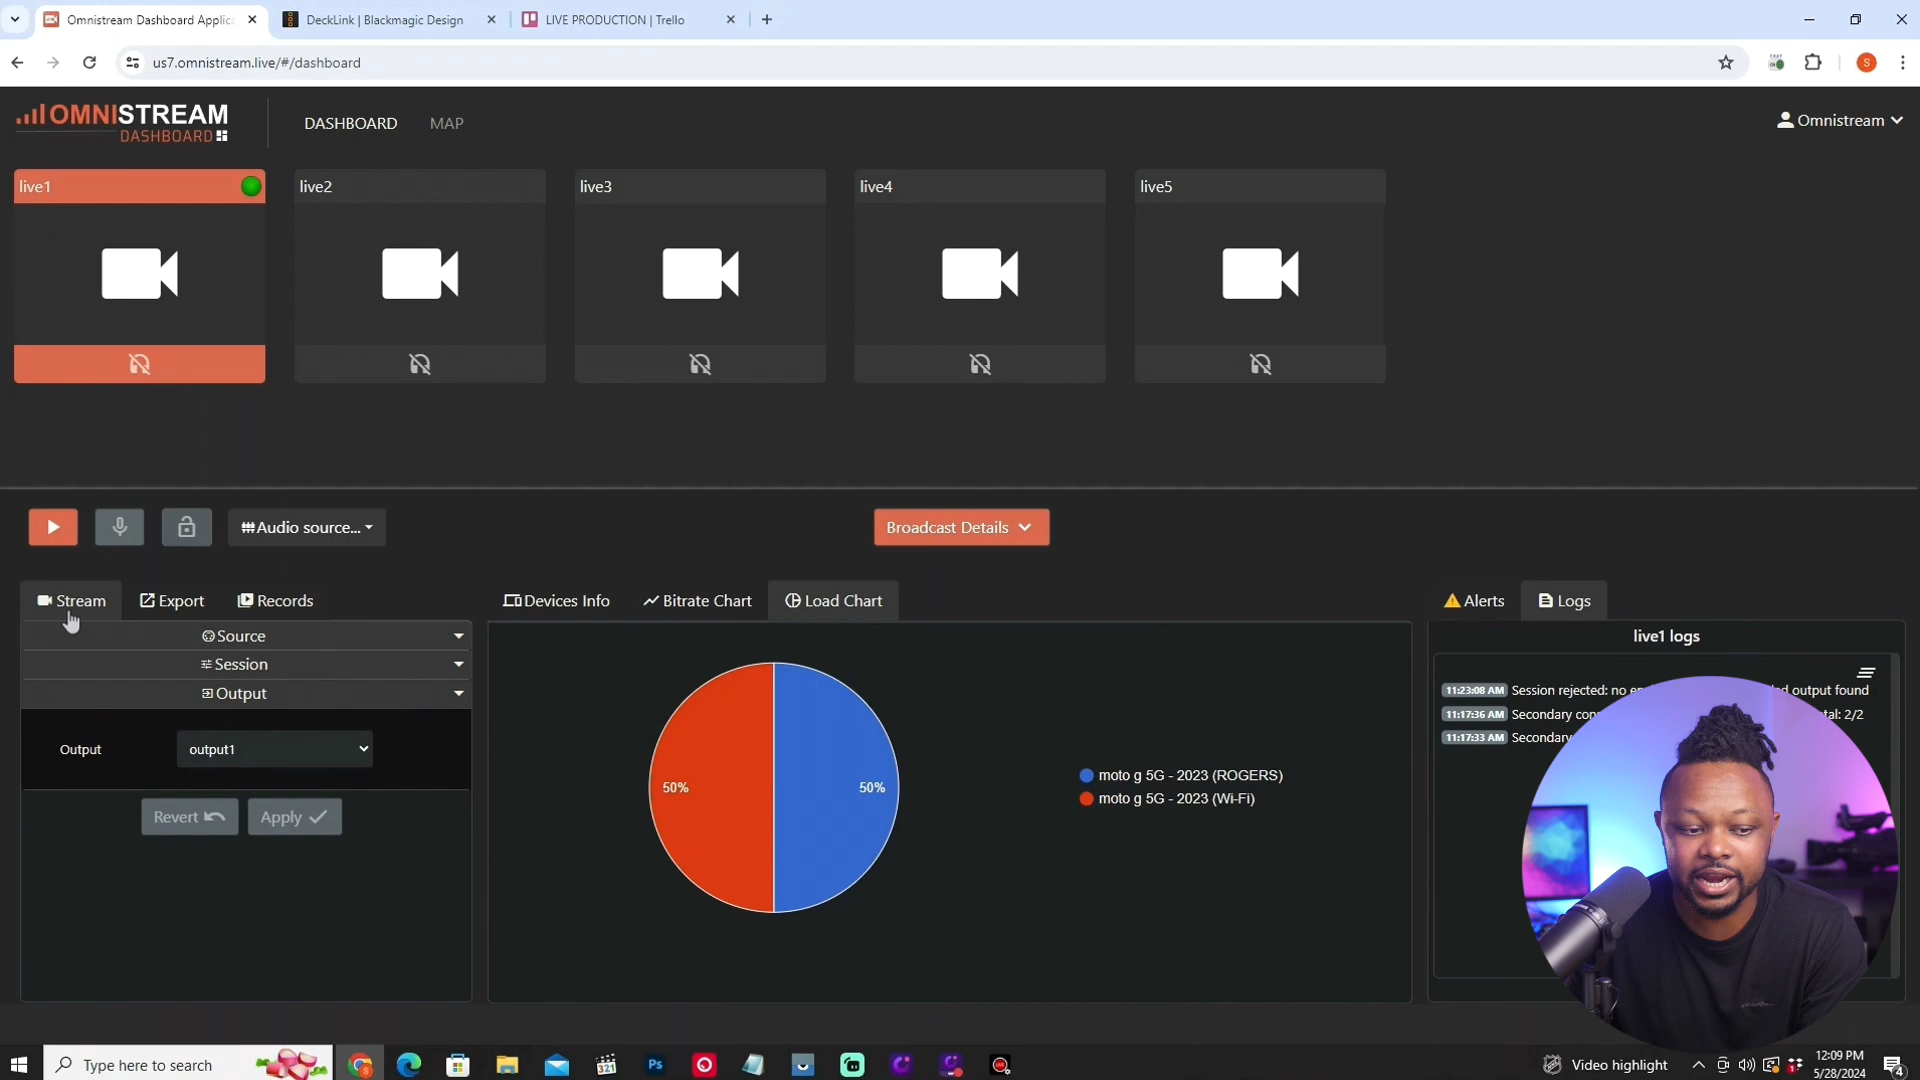 Omnistream Dashboard Applic
DeckLink | Blackmagic Design
LIVE PRODUCTION | Trello
us7.omnistream.live/#/dashboard
S
OMNISTREAM
DASHBOARD
DASHBOARD
MAP
Omnistream
live1
live2
live3
live4
live5
Audio source...
Broadcast Details
Stream
Export
Records
Devices Info
Bitrate Chart
Load Chart
Alerts
Logs
Source
Session
Output
Output
output1
Revert
Apply
50%
50%
moto g 5G - 2023 (ROGERS)
moto g 5G - 2023 (Wi-Fi)
live1 logs
11:23:08 AM Session rejected: no output found
11:17:36 AM Secondary 2/2
11:17:33 AM Secondary
Type here to search
321
Ps
Video highlight
12:09 PM
5/28/2024
4